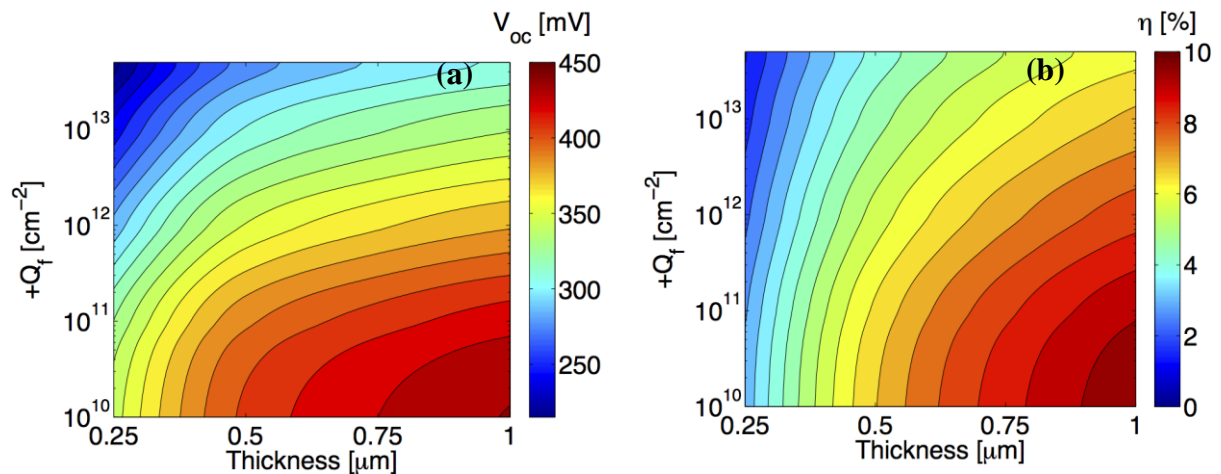 V_oc [mV]
(a)
450
400
350
300
250
10^13
10^12
10^11
10^10
+Q_f [cm^−2]
0.25 0.5 0.75 1
Thickness [μm]
η [%]
(b)
10
8
6
4
2
0
10^13
10^12
10^11
10^10
+Q_f [cm^−2]
0.25 0.5 0.75 1
Thickness [μm]